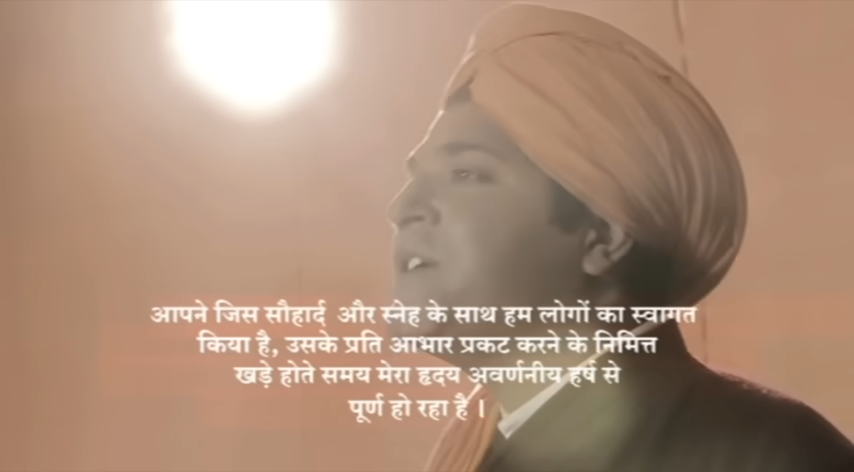 आपने जिस सौहार्द और स्नेह के साथ हम लोगों का स्वागत
किया है, उसके प्रति आभार प्रकट करने के निमित्त
खड़े होते समय मेरा हृदय अवर्णनीय हर्ष से
पूर्ण हो रहा है ।